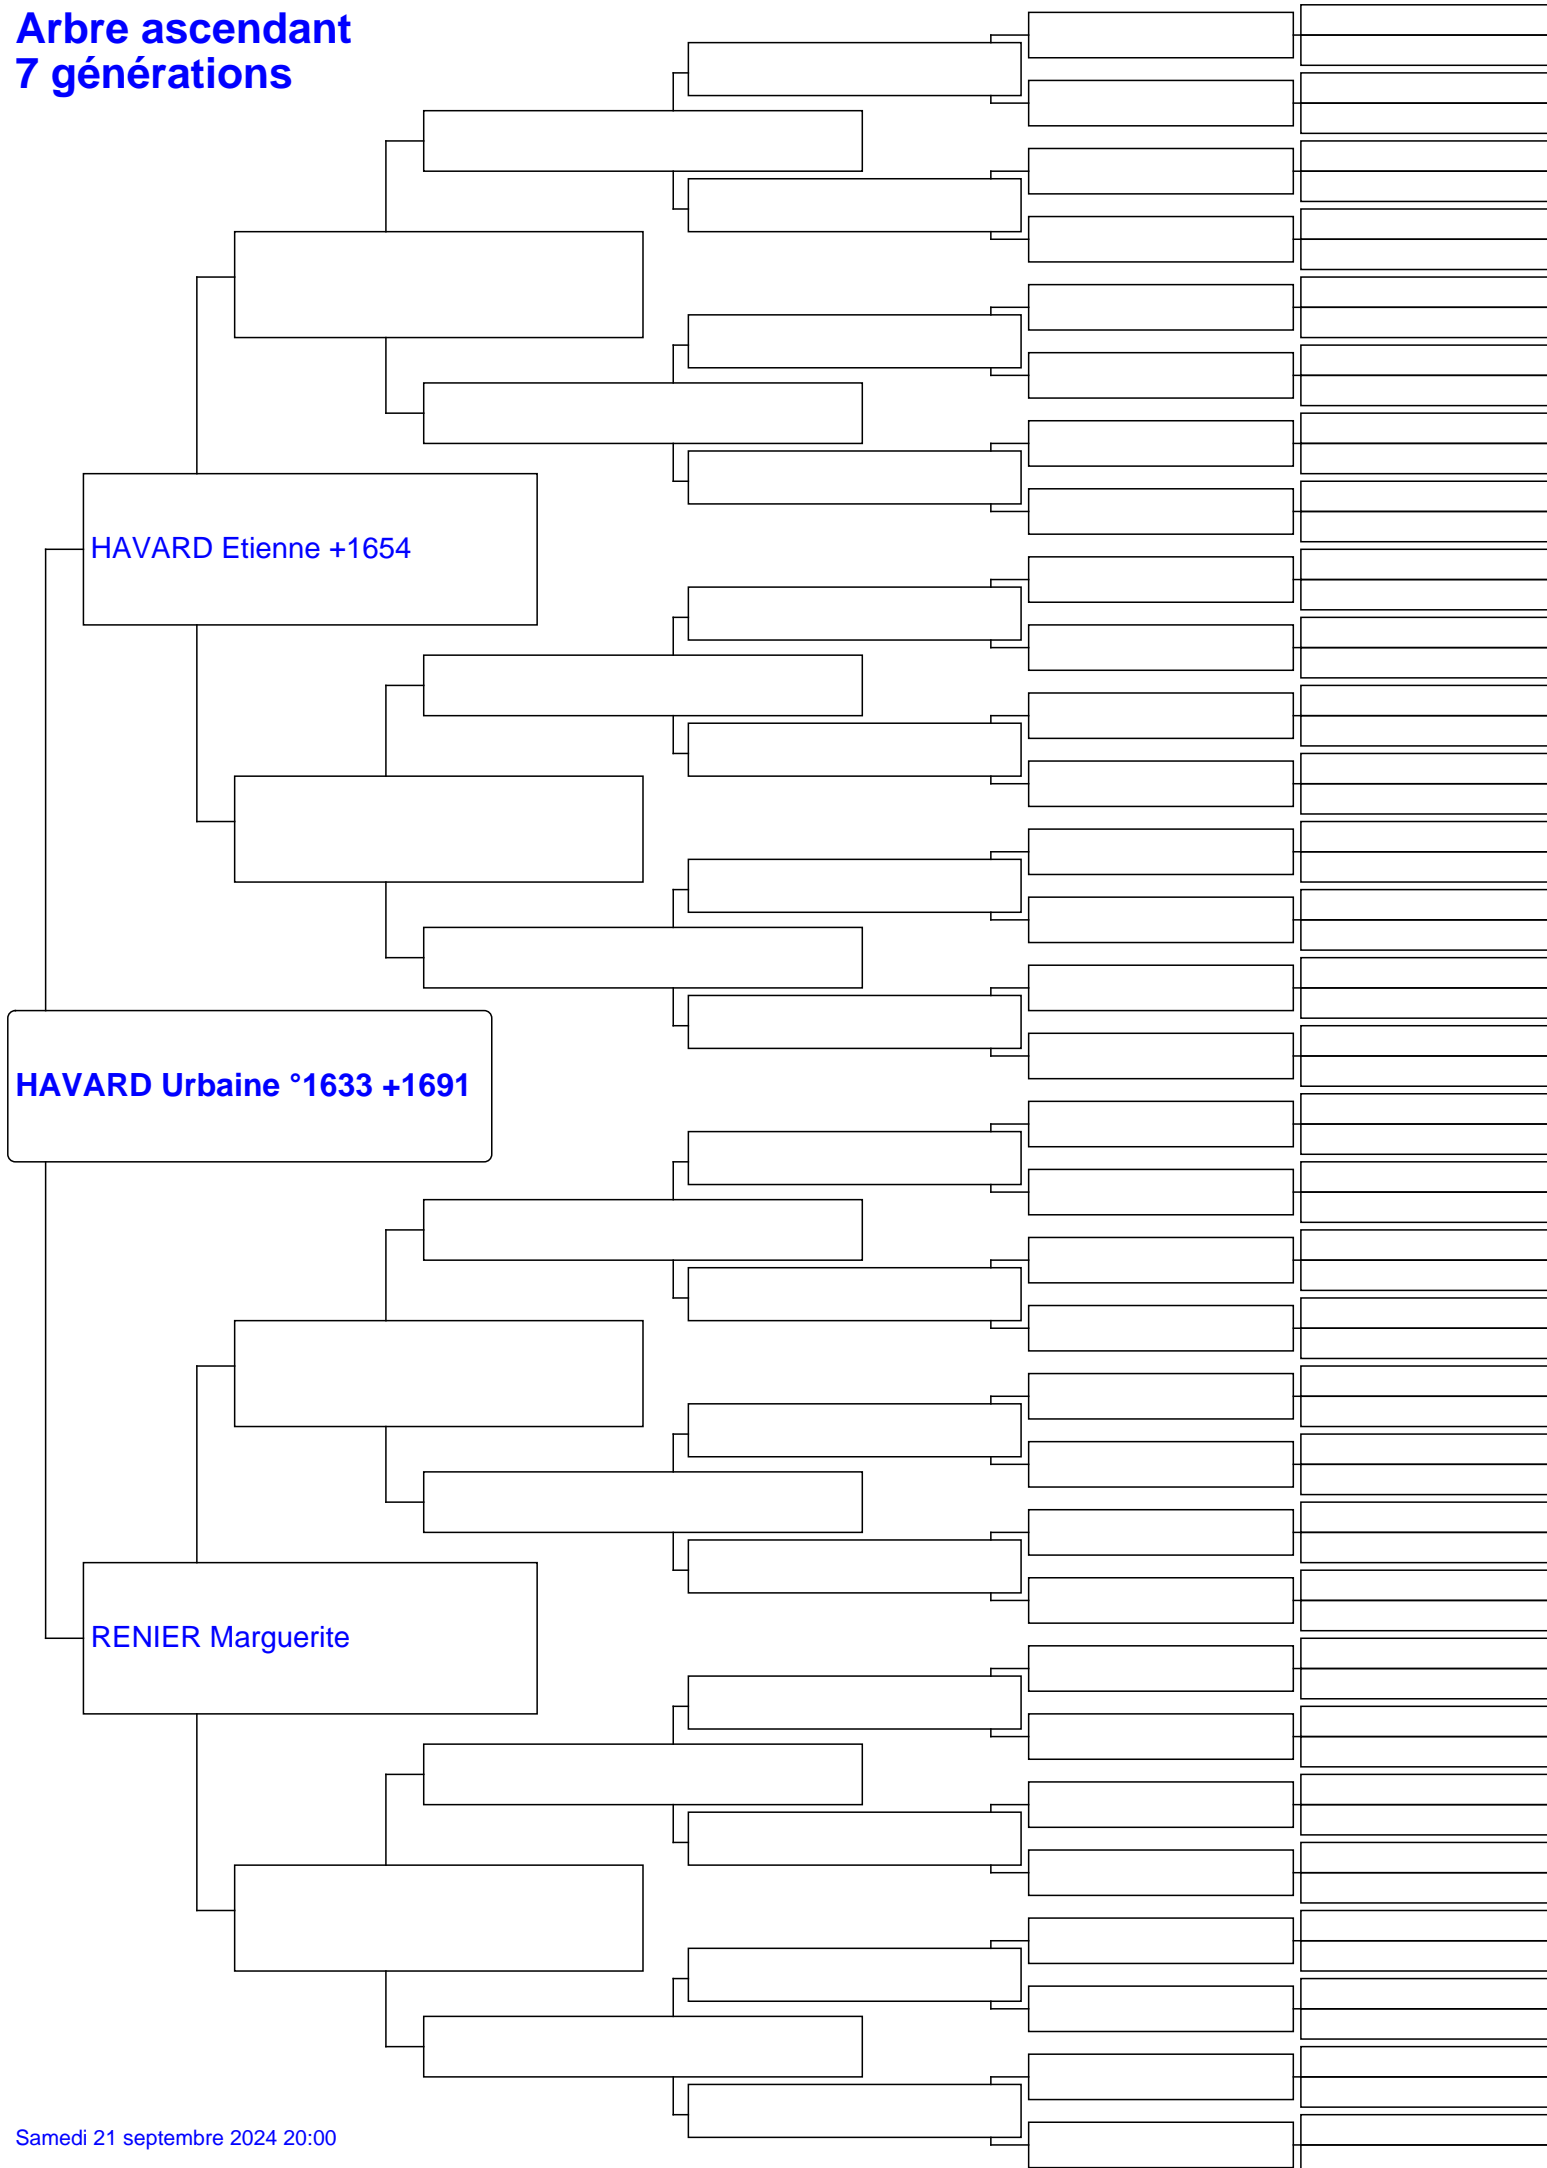 Arbre ascendant
7 générations
HAVARD Etienne +1654
HAVARD Urbaine °1633 +1691
RENIER Marguerite
Samedi 21 septembre 2024 20:00